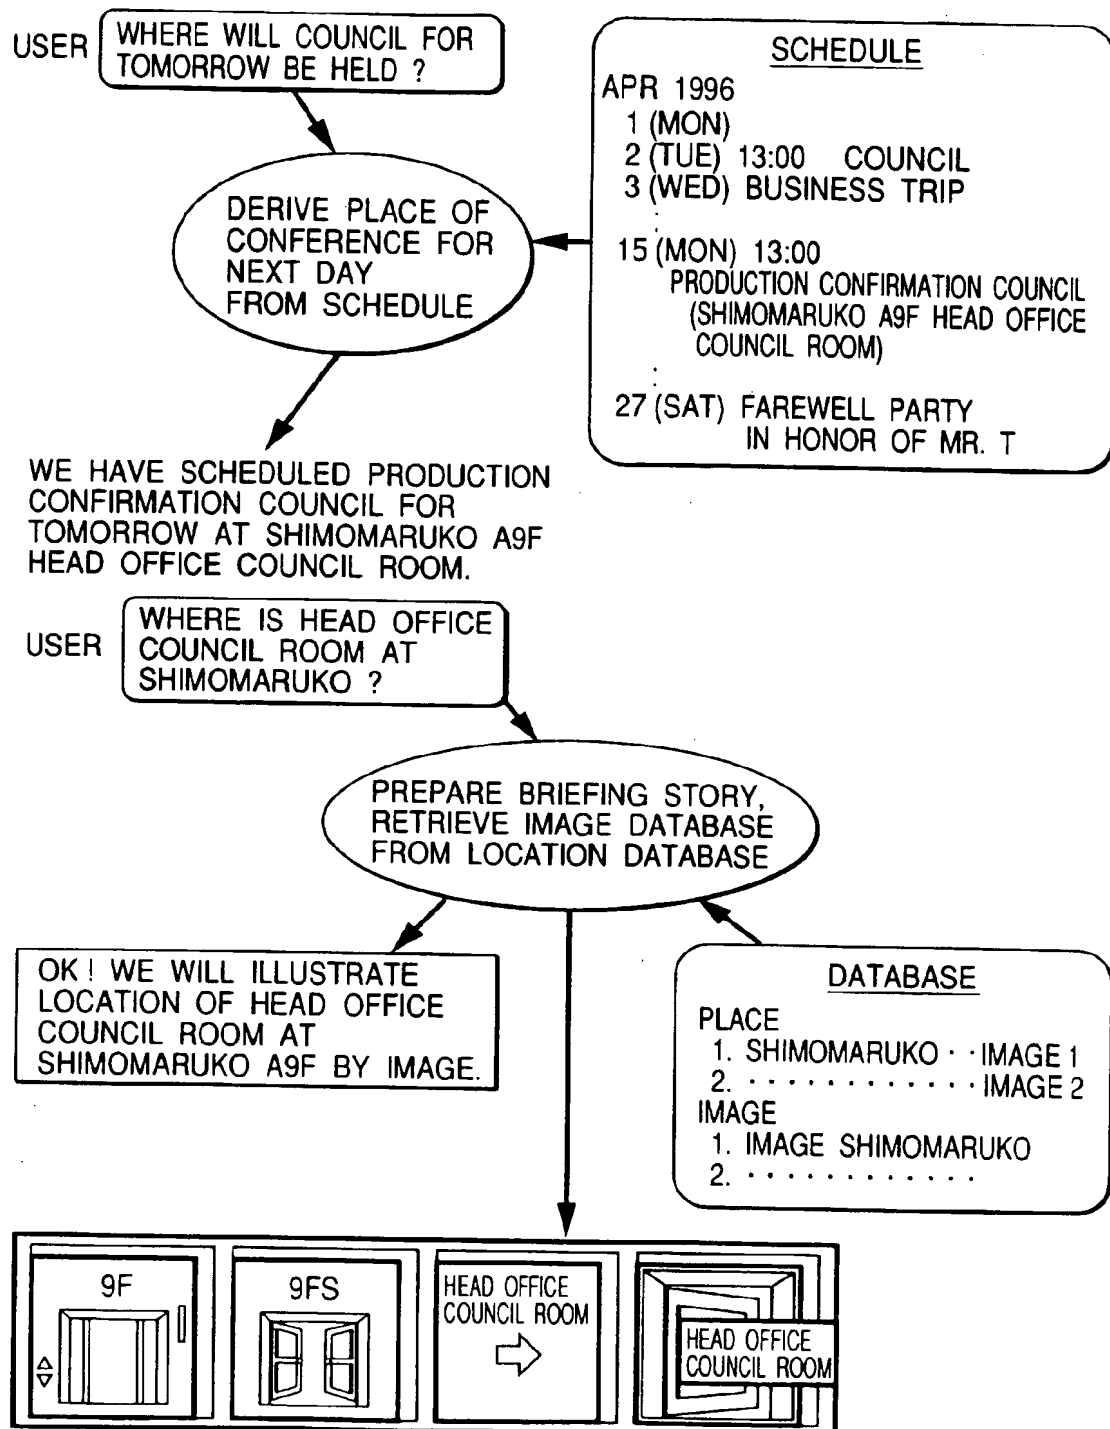 USER
WHERE WILL COUNCIL FOR
TOMORROW BE HELD ?
SCHEDULE
APR 1996
1 (MON)
2 (TUE) 13:00 COUNCIL
3 (WED) BUSINESS TRIP
:
15 (MON) 13:00
PRODUCTION CONFIRMATION COUNCIL
(SHIMOMARUKO A9F HEAD OFFICE
COUNCIL ROOM)
:
27 (SAT) FAREWELL PARTY
IN HONOR OF MR. T
DERIVE PLACE OF
CONFERENCE FOR
NEXT DAY
FROM SCHEDULE
WE HAVE SCHEDULED PRODUCTION
CONFIRMATION COUNCIL FOR
TOMORROW AT SHIMOMARUKO A9F
HEAD OFFICE COUNCIL ROOM.
USER
WHERE IS HEAD OFFICE
COUNCIL ROOM AT
SHIMOMARUKO ?
PREPARE BRIEFING STORY,
RETRIEVE IMAGE DATABASE
FROM LOCATION DATABASE
OK ! WE WILL ILLUSTRATE
LOCATION OF HEAD OFFICE
COUNCIL ROOM AT
SHIMOMARUKO A9F BY IMAGE.
DATABASE
PLACE
1. SHIMOMARUKO · · IMAGE 1
2. · · · · · · · · · · · · IMAGE 2
IMAGE
1. IMAGE SHIMOMARUKO
2. · · · · · · · · · · · ·
9F
9FS
HEAD OFFICE
COUNCIL ROOM
HEAD OFFICE
COUNCIL ROOM